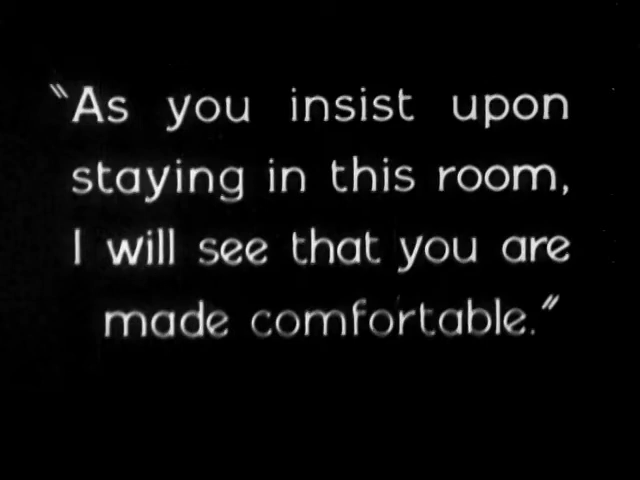 "As you insist upon
staying in this room,
I will see that you are
made comfortable."